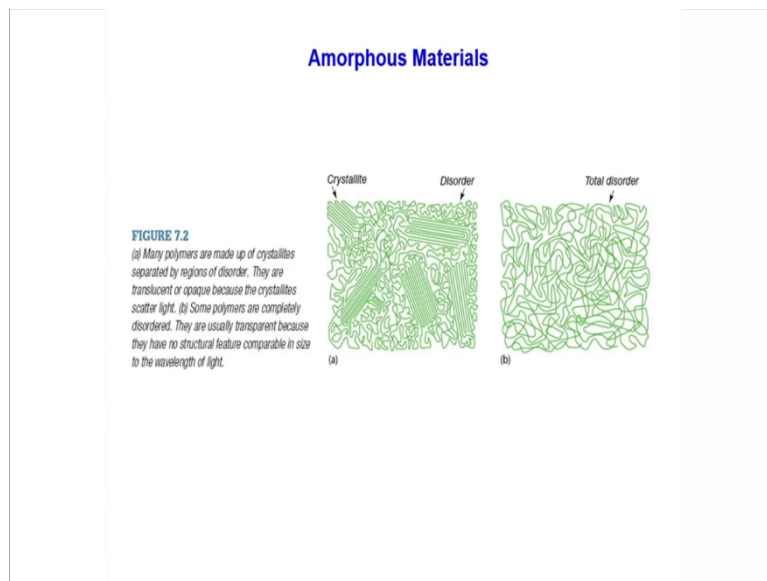 Amorphous Materials
Crystallite
Disorder
Total disorder
FIGURE 7.2
(a) Many polymers are made up of crystallites
separated by regions of disorder. They are
translucent or opaque because the crystallites
scatter light. (b) Some polymers are completely
disordered. They are usually transparent because
they have no structural feature comparable in size
to the wavelength of light.
(a)
(b)